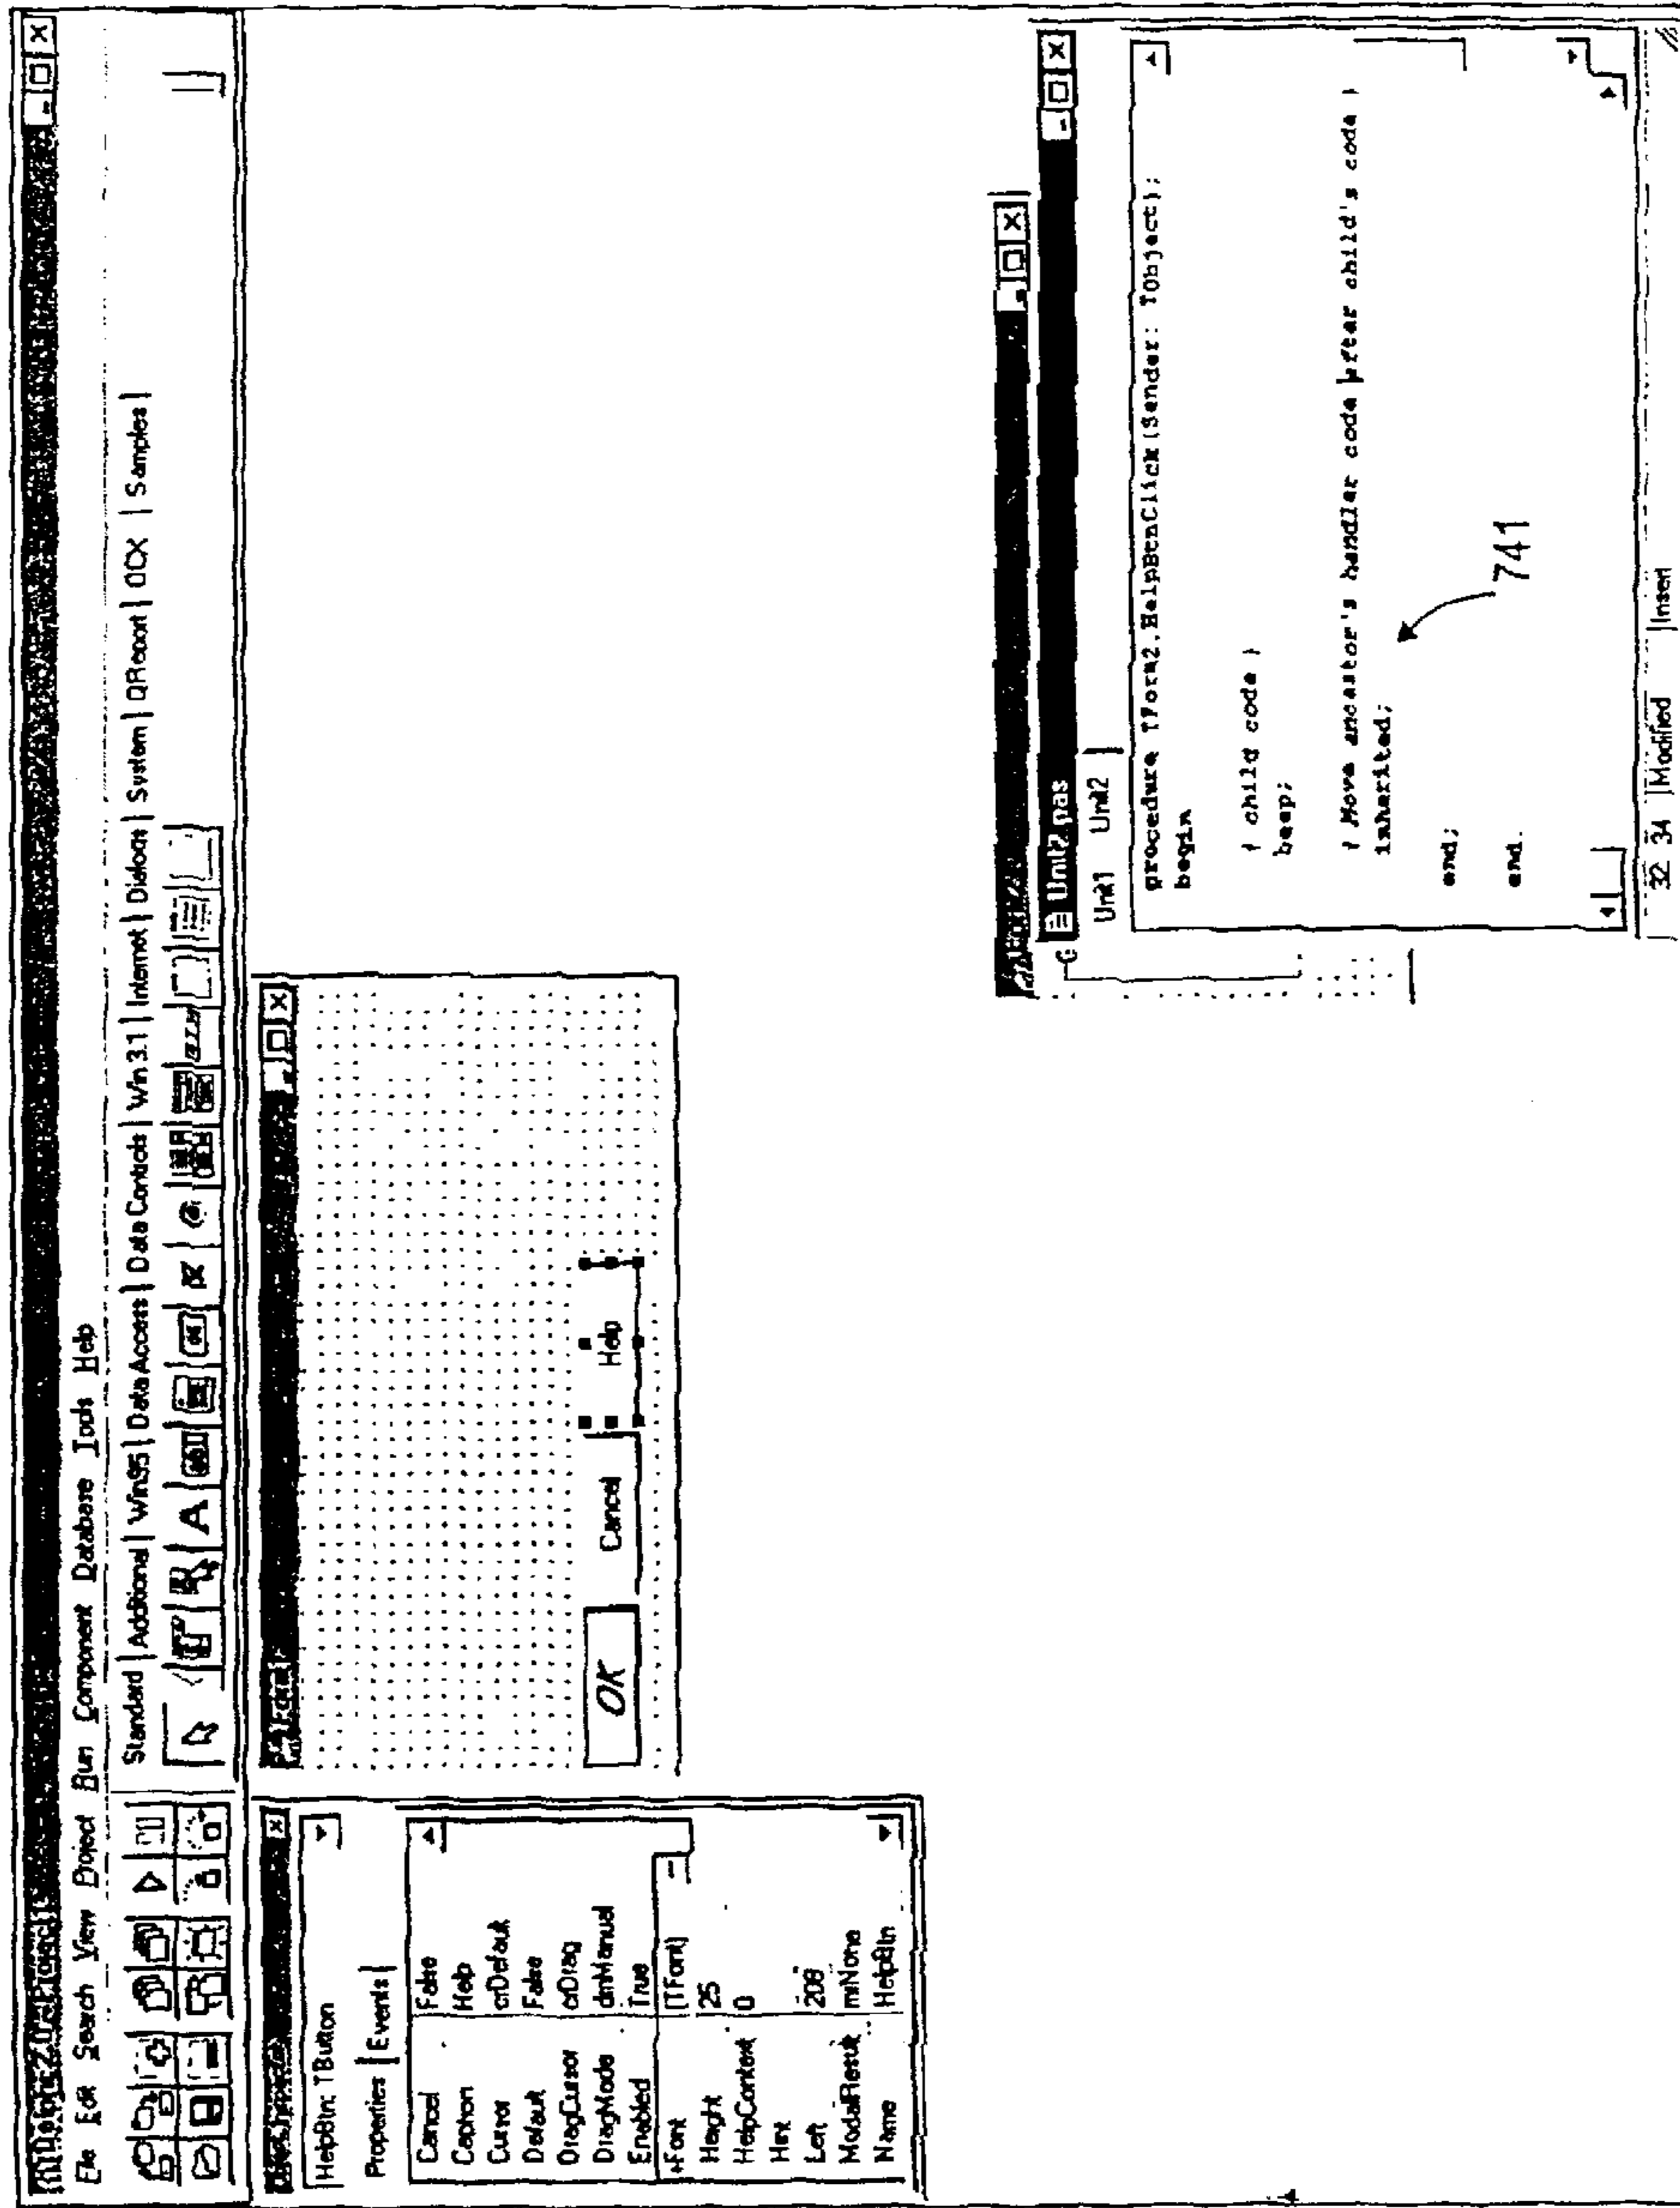 Delphi 2.0 - Project1
File Edit Search View Project Run Component Database Tools Help
Standard | Additional | Win95 | Data Access | Data Controls | Win 3.1 | Internet | Dialogs | System | QReport | OCX | Samples
HelpBtn: TButton
Properties | Events
Cancel False
Caption Help
Cursor crDefault
Default False
DragCursor crDrag
DragMode dmManual
Enabled True
+Font (TFont)
Height 25
HelpContext 0
Hint
Left 208
ModalResult mrNone
Name HelpBtn
OK Cancel Help
Unit2.pas
Unit1 Unit2
procedure TForm2.HelpBtnClick(Sender: TObject);
begin
{ child code }
beep;
{ Move ancestor's handler code after child's code }
inherited;
end;
end.
741
32 34 Modified Insert